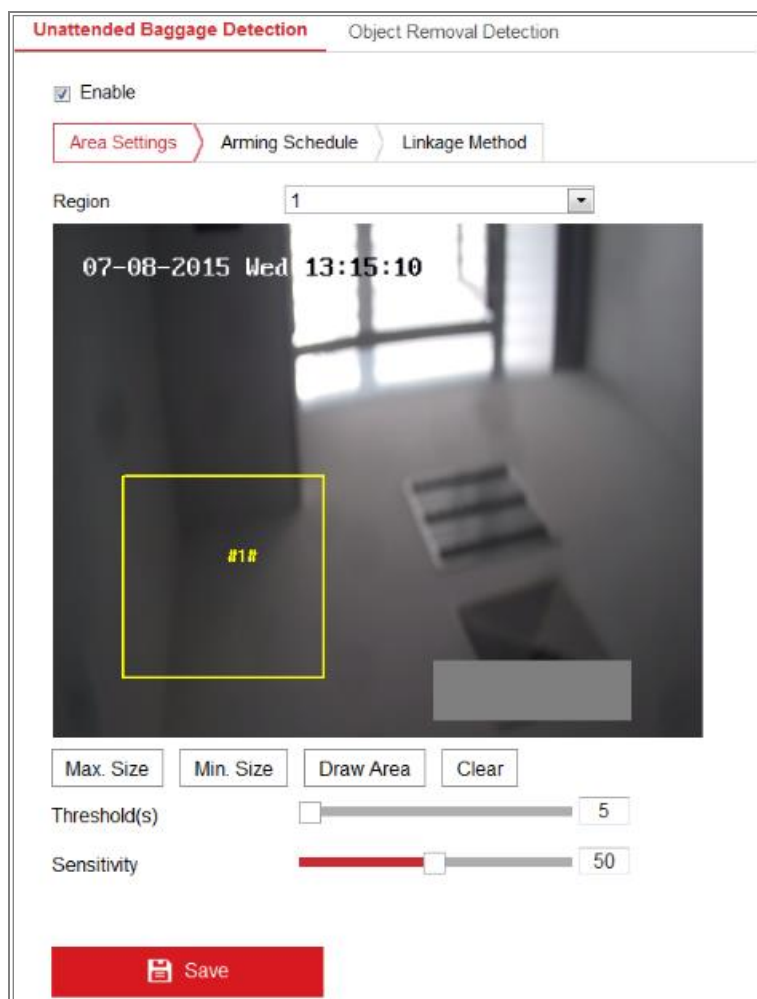 Unattended Baggage Detection Object Removal Detection
Enable
Area Settings Arming Schedule Linkage Method
Region 1
07-08-2015 Wed 13:15:10
#1#
Max. Size Min. Size Draw Area Clear
Threshold(s) 5
Sensitivity 50
Save